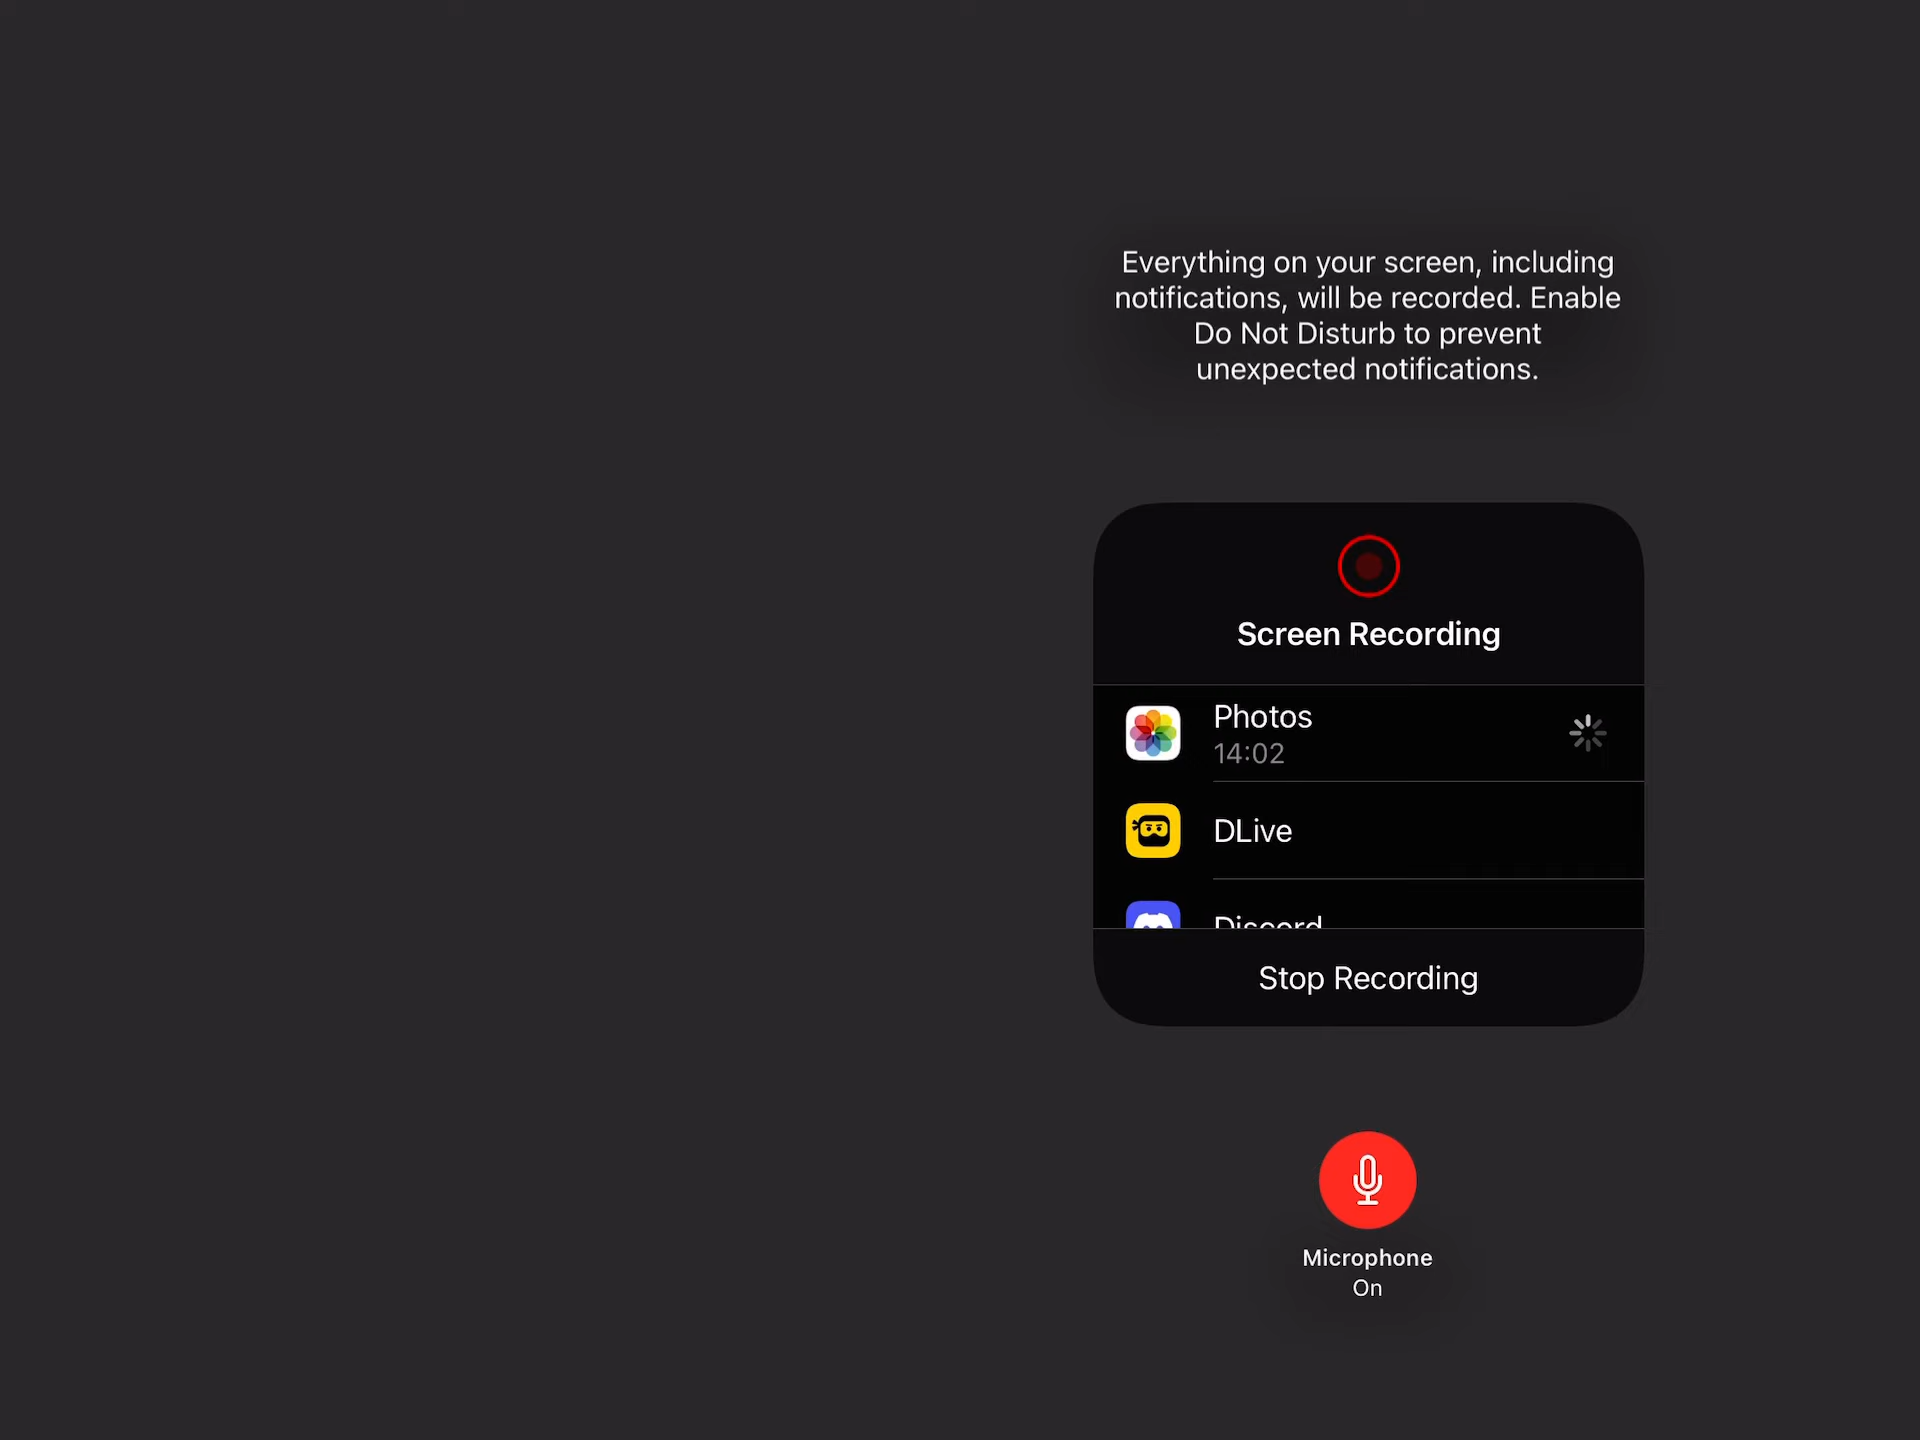 Everything on your screen, including
notifications, will be recorded. Enable
Do Not Disturb to prevent
unexpected notifications.
Screen Recording
Photos
14:02
DLive
Discord
Stop Recording
Microphone
On